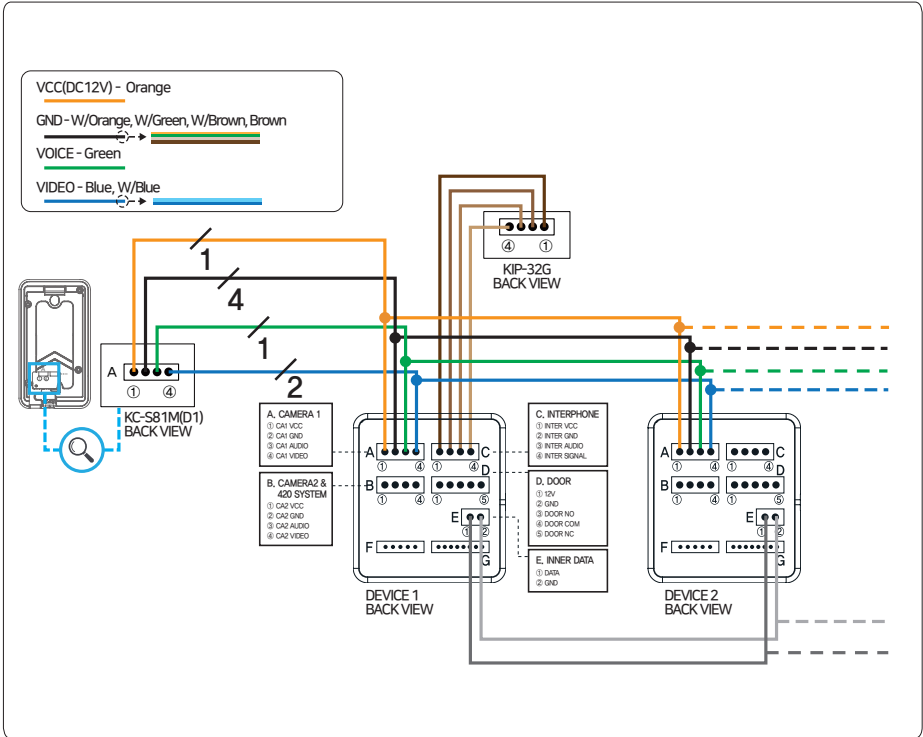 VCC(DC12V) - Orange
GND - W/Orange, W/Green, W/Brown, Brown
VOICE - Green
VIDEO - Blue, W/Blue
1
4
1
2
④ ①
KIP-32G
BACK VIEW
A
① ④
KC-S81M(D1)
BACK VIEW
A. CAMERA 1
① CA1 VCC
② CA1 GND
③ CA1 AUDIO
④ CA1 VIDEO
B. CAMERA2 &
420 SYSTEM
① CA2 VCC
② CA2 GND
③ CA2 AUDIO
④ CA2 VIDEO
A
① ④
① ④
C
D
B
① ④
① ⑤
E
① ②
F
G
DEVICE 1
BACK VIEW
C. INTERPHONE
① INTER VCC
② INTER GND
③ INTER AUDIO
④ INTER SIGNAL
D. DOOR
① 12V
② GND
③ DOOR NO
④ DOOR COM
⑤ DOOR NC
E. INNER DATA
① DATA
② GND
A
① ④
① ④
C
D
B
① ④
① ⑤
E
① ②
F
G
DEVICE 2
BACK VIEW